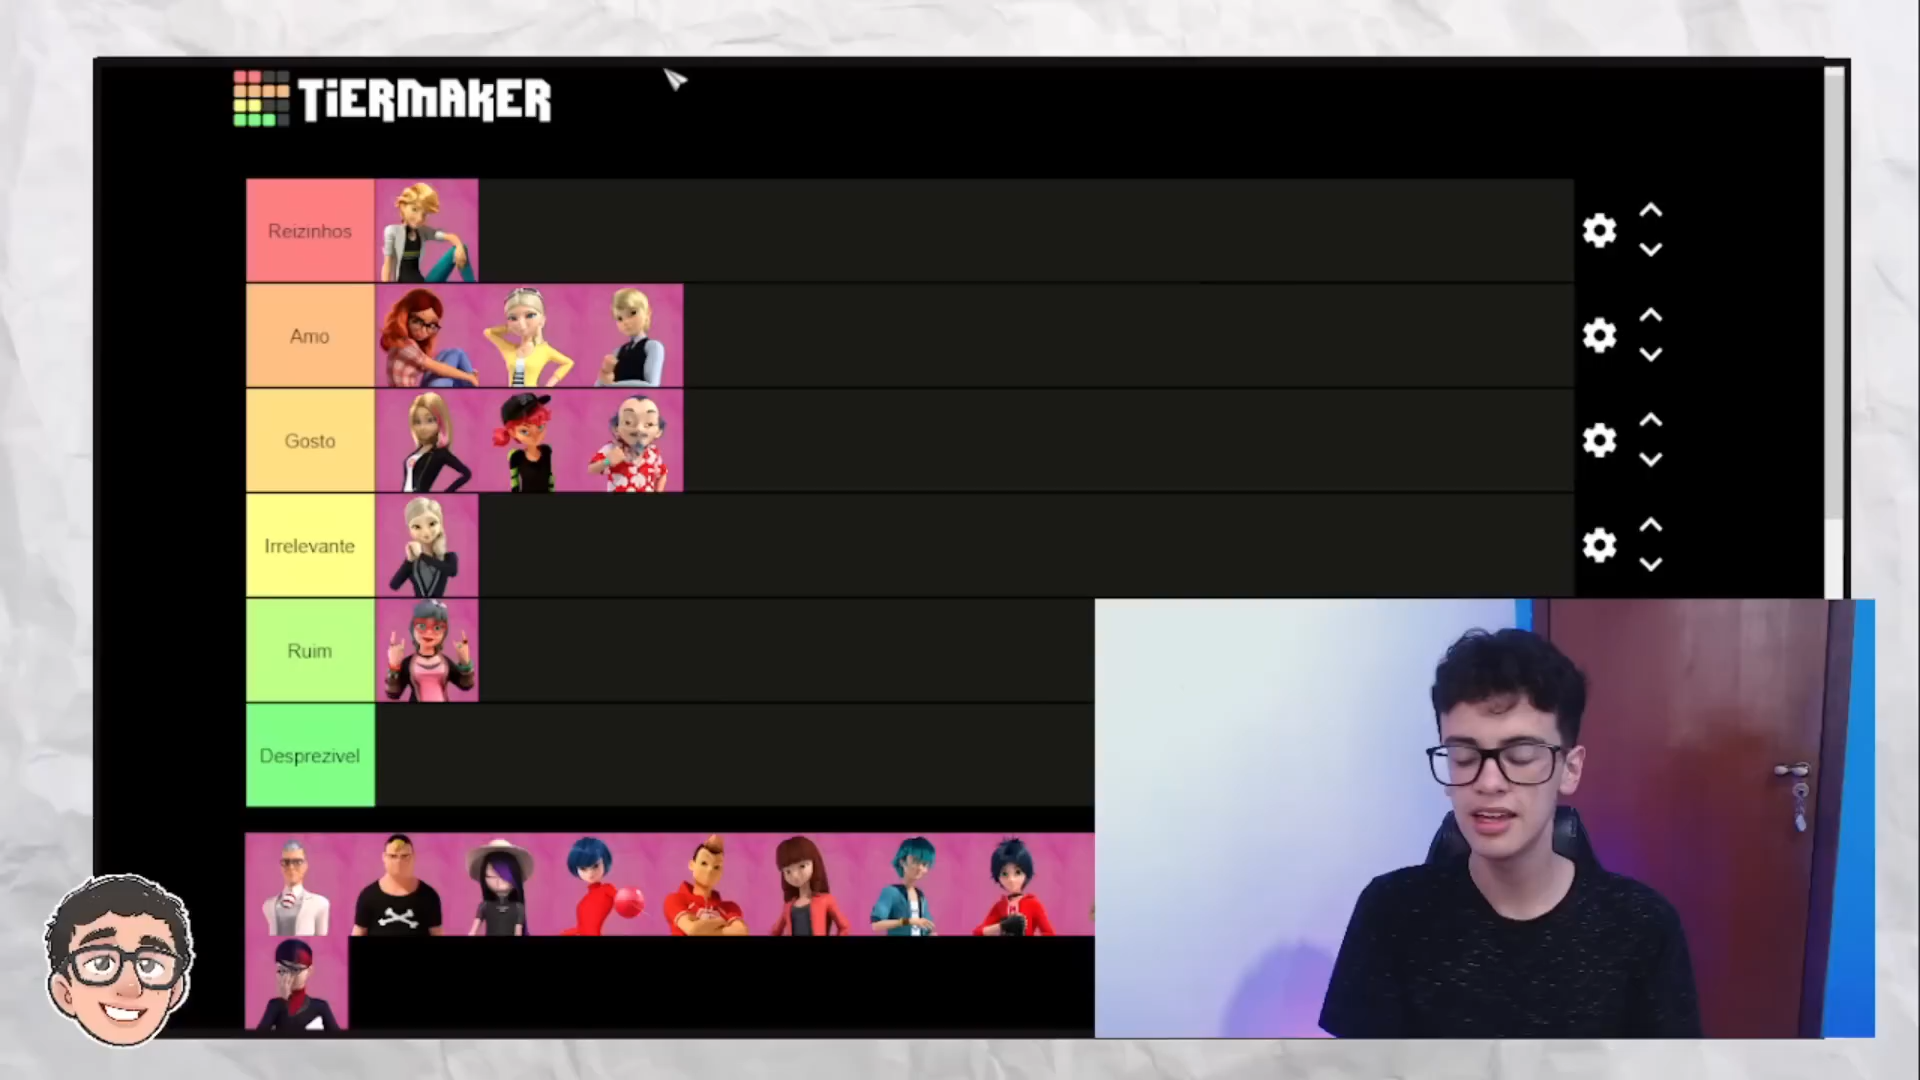 TiERMAKER
Reizinhos
Amo
Gosto
Irrelevante
Ruim
Desprezivel